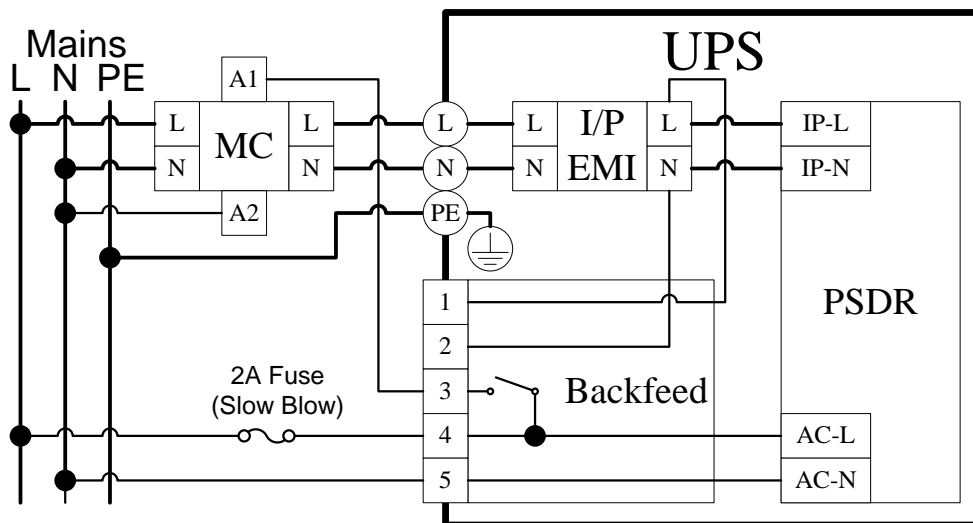 Mains
L N PE
UPS
A1
L MC L
N N
A2
L
N
PE
L I/P L
N EMI N
IP-L
IP-N
PSDR
1
2
3
4
5
Backfeed
2A Fuse
(Slow Blow)
AC-L
AC-N